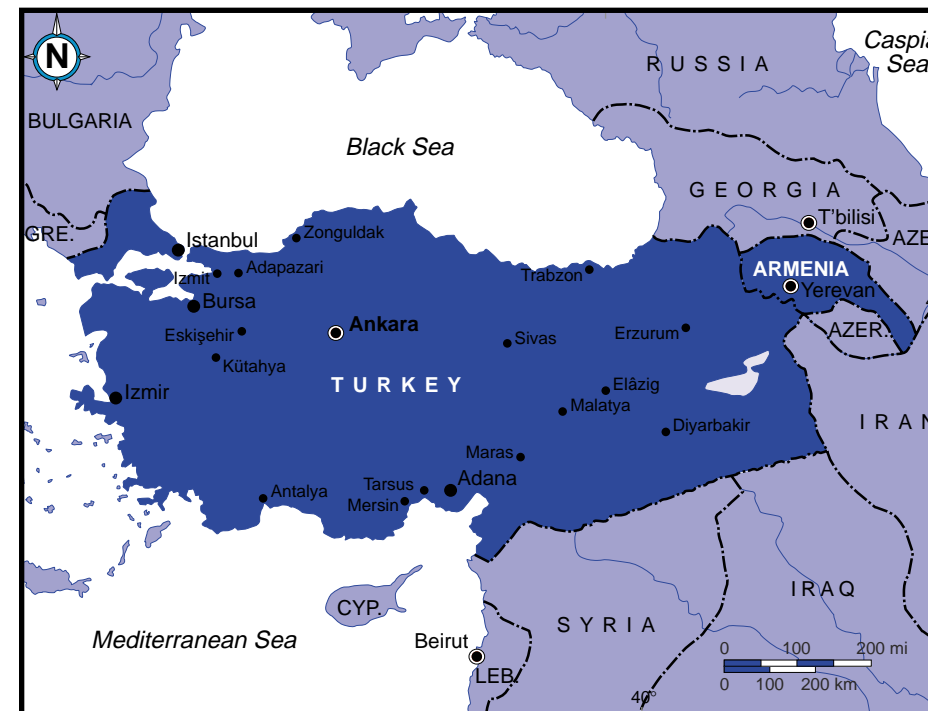 N
Caspia
Sea
RUSSIA
BULGARIA
Black Sea
GEORGIA
T'bilisi
GRE.
Istanbul
Zonguldak
AZE
Izmit
Adapazari
Trabzon
ARMENIA
Yerevan
Bursa
Eskişehir
Ankara
Sivas
Erzurum
AZER.
Kütahya
TURKEY
Elâzig
Izmir
Malatya
Diyarbakir
IRAN
Maras
Tarsus
Adana
Antalya
Mersin
CYP.
IRAQ
SYRIA
Mediterranean Sea
Beirut
LEB.
0 100 200 mi
0 100 200 km
40°